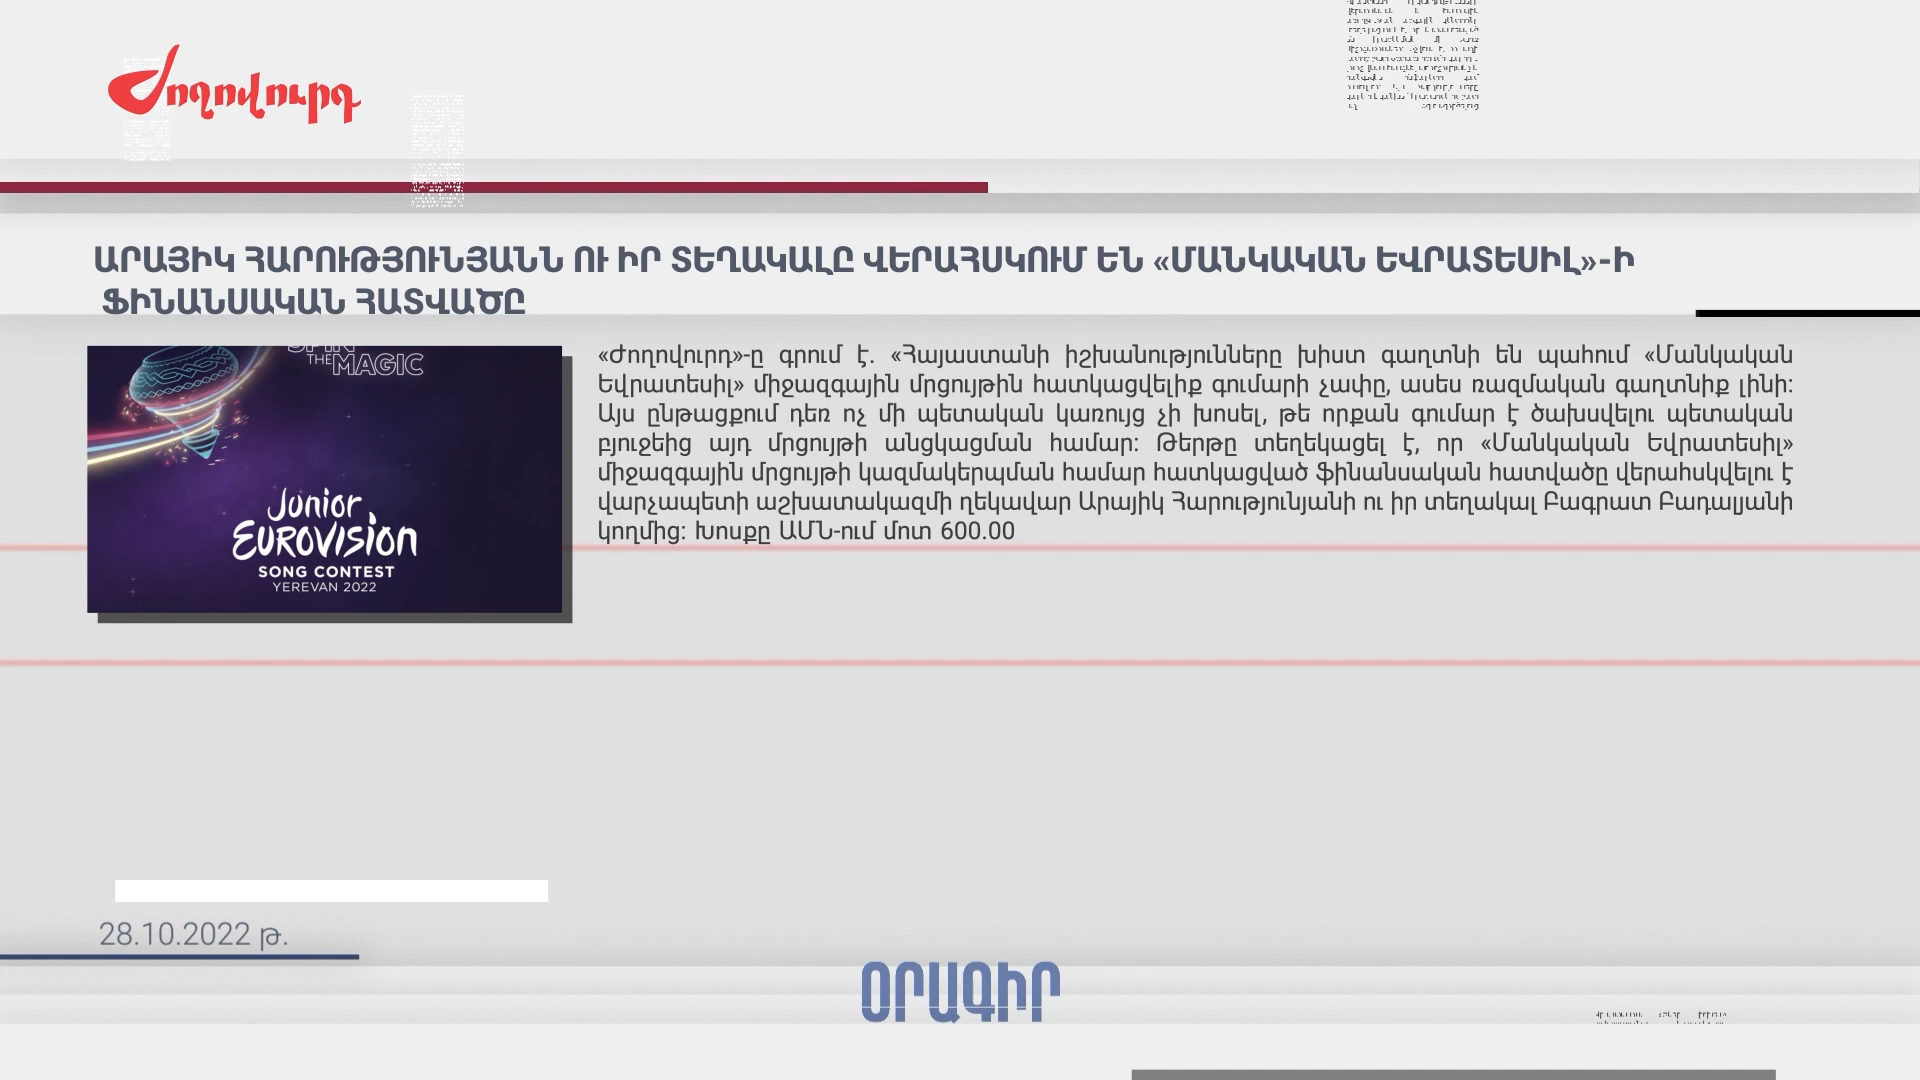 Ժողովուրդ
ԱՐԱՅԻԿ ՀԱՐՈՒԹՅՈՒՆՅԱՆՆ ՈՒ ԻՐ ՏԵՂԱԿԱԼԸ ՎԵՐԱՀՍԿՈՒՄ ԵՆ «ՄԱՆԿԱԿԱՆ ԵՎՐԱՏԵՍԻԼ»-Ի
ՖԻՆԱՆՍԱԿԱՆ ՀԱՏՎԱԾԸ
SPIN
THE MAGIC
Junior
EUROVISION
SONG CONTEST
YEREVAN 2022
«Ժողովուրդ»-ը գրում է. «Հայաստանի իշխանությունները խիստ գաղտնի են պահում «Մանկական
Եվրատեսիլ» միջազգային մրցույթին հատկացվելիք գումարի չափը, ասես ռազմական գաղտնիք լինի:
Այս ընթացքում դեռ ոչ մի պետական կառույց չի խոսել, թե որքան գումար է ծախսվելու պետական
բյուջեից այդ մրցույթի անցկացման համար: Թերթը տեղեկացել է, որ «Մանկական Եվրատեսիլ»
միջազգային մրցույթի կազմակերպման համար հատկացված ֆինանսական հատվածը վերահսկվելու է
վարչապետի աշխատակազմի ղեկավար Արայիկ Հարությունյանի ու իր տեղակալ Բագրատ Բադալյանի
կողմից: Խոսքը ԱՄՆ-ում մոտ 600.00
28.10.2022 թ.
ՕՐԱԳԻՐ